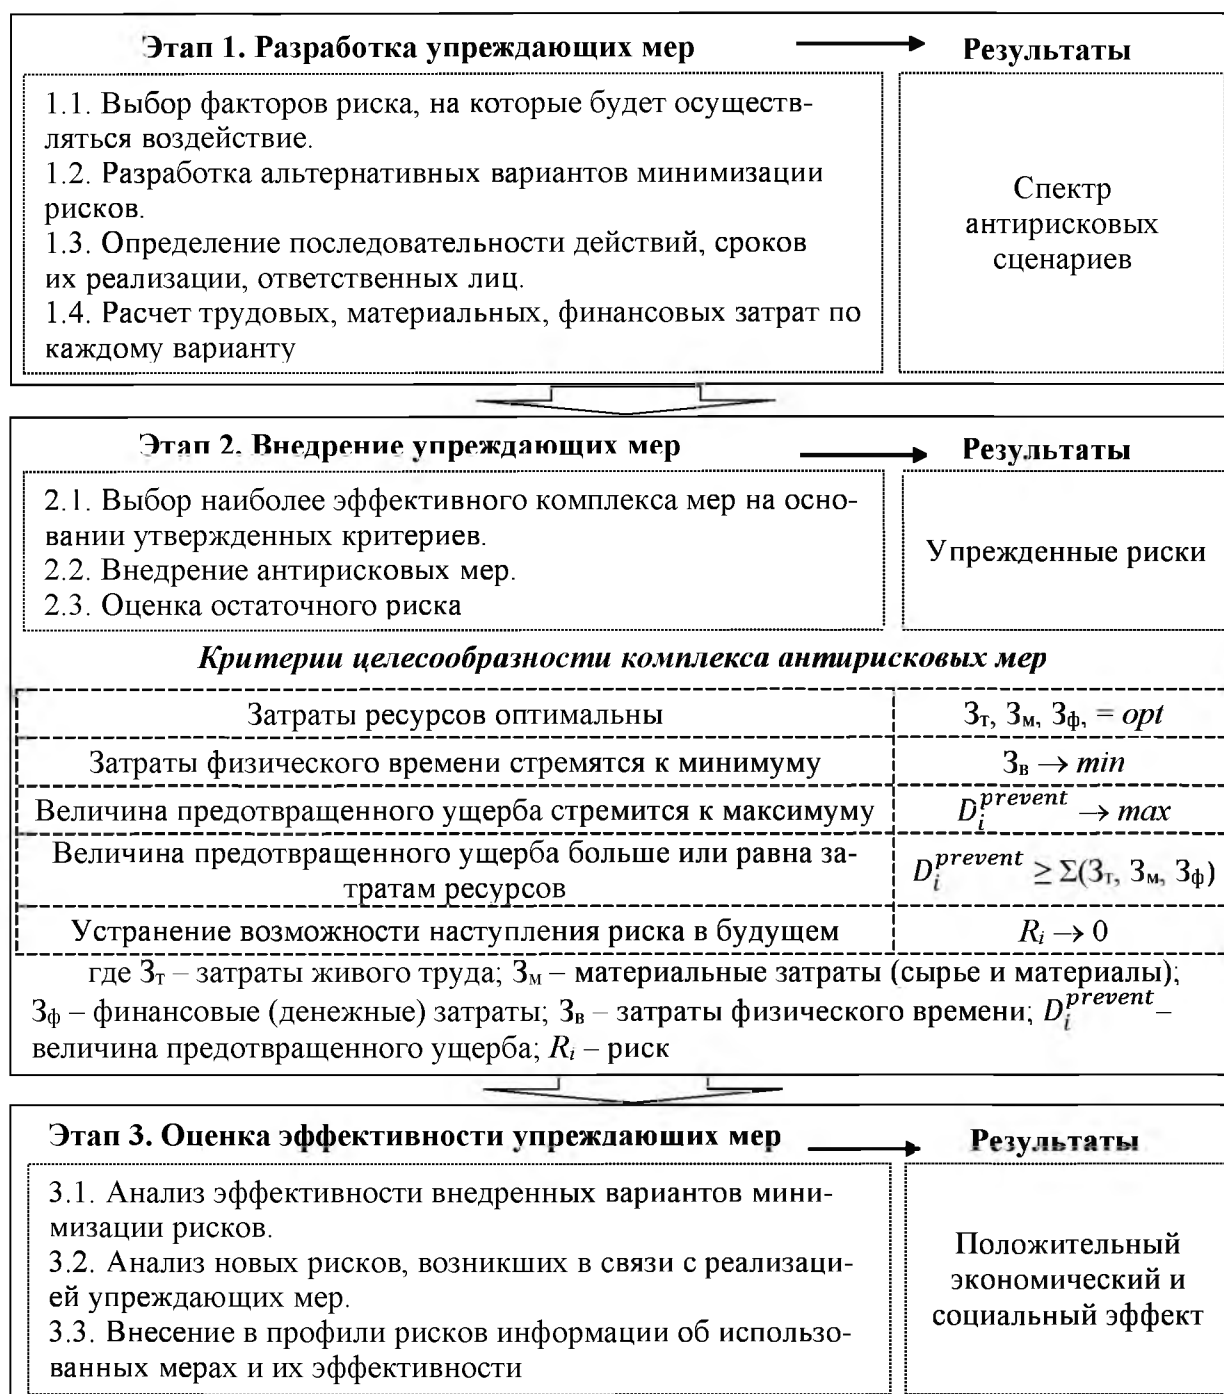 Этап 1. Разработка упреждающих мер
Результаты
1.1. Выбор факторов риска, на которые будет осуществ-
ляться воздействие.
1.2. Разработка альтернативных вариантов минимизации
рисков.
1.3. Определение последовательности действий, сроков
их реализации, ответственных лиц.
1.4. Расчет трудовых, материальных, финансовых затрат по
каждому варианту
Спектр
антирисковых
сценариев
Этап 2. Внедрение упреждающих мер
Результаты
2.1. Выбор наиболее эффективного комплекса мер на осно-
вании утвержденных критериев.
2.2. Внедрение антирисковых мер.
2.3. Оценка остаточного риска
Упрежденные риски
Критерии целесообразности комплекса антирисковых мер
Затраты ресурсов оптимальны
Зт, Зм, Зф, = opt
Затраты физического времени стремятся к минимуму
Зв → min
Величина предотвращенного ущерба стремится к максимуму
D_i^prevent → max
Величина предотвращенного ущерба больше или равна за-
тратам ресурсов
D_i^prevent ≥ Σ(Зт, Зм, Зф)
Устранение возможности наступления риска в будущем
R_i → 0
где Зт – затраты живого труда; Зм – материальные затраты (сырье и материалы);
Зф – финансовые (денежные) затраты; Зв – затраты физического времени; D_i^prevent –
величина предотвращенного ущерба; R_i – риск
Этап 3. Оценка эффективности упреждающих мер
Результаты
3.1. Анализ эффективности внедренных вариантов мини-
мизации рисков.
3.2. Анализ новых рисков, возникших в связи с реализаци-
ей упреждающих мер.
3.3. Внесение в профили рисков информации об использо-
ванных мерах и их эффективности
Положительный
экономический и
социальный эффект